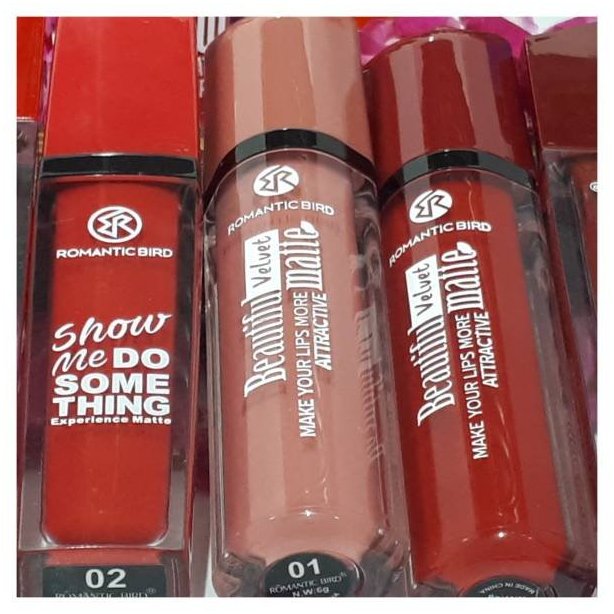 ROMANTIC BIRD
Show
Me DO
SOME
THING
Experience Matte
02
ROMANTIC BIRD®
ROMANTIC BIRD
Beautiful Velvet matte
MAKE YOUR LIPS MORE
ATTRACTIVE
01
ROMANTIC BIRD®
N.W:6g
ROMANTIC BIRD
Beautiful Velvet matte
MAKE YOUR LIPS MORE
ATTRACTIVE
MADE IN CHINA